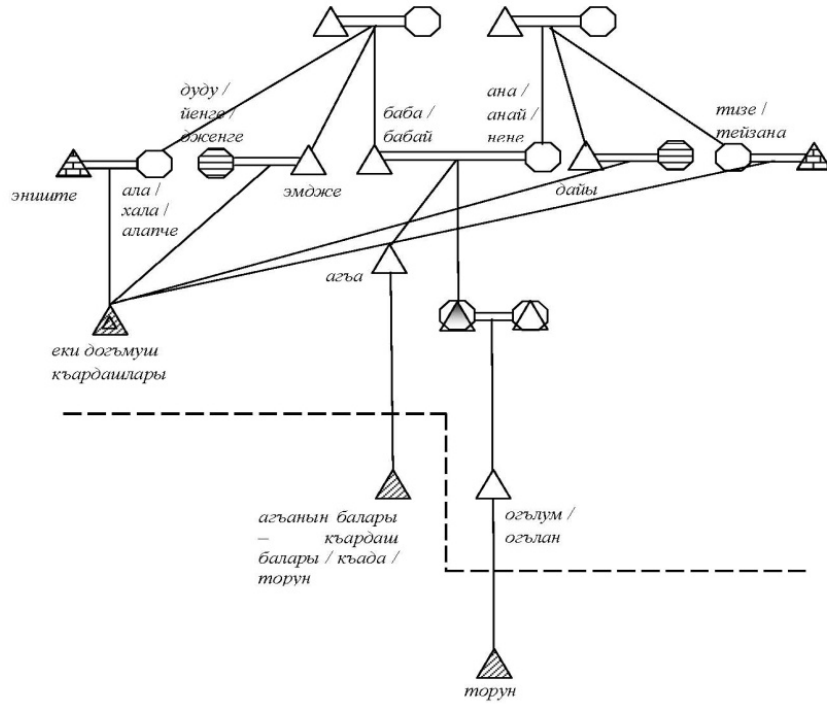 дуду /
йенге /
дженге
баба /
бабай
ана /
анай /
нене
тизе /
тейзана
эниште
ала /
хала /
алапче
эмдже
дайы
агъа
еки догъмуш
къардашлары
агъанын балары
– къардаш
балары / къада /
торун
огълум /
огълан
торун